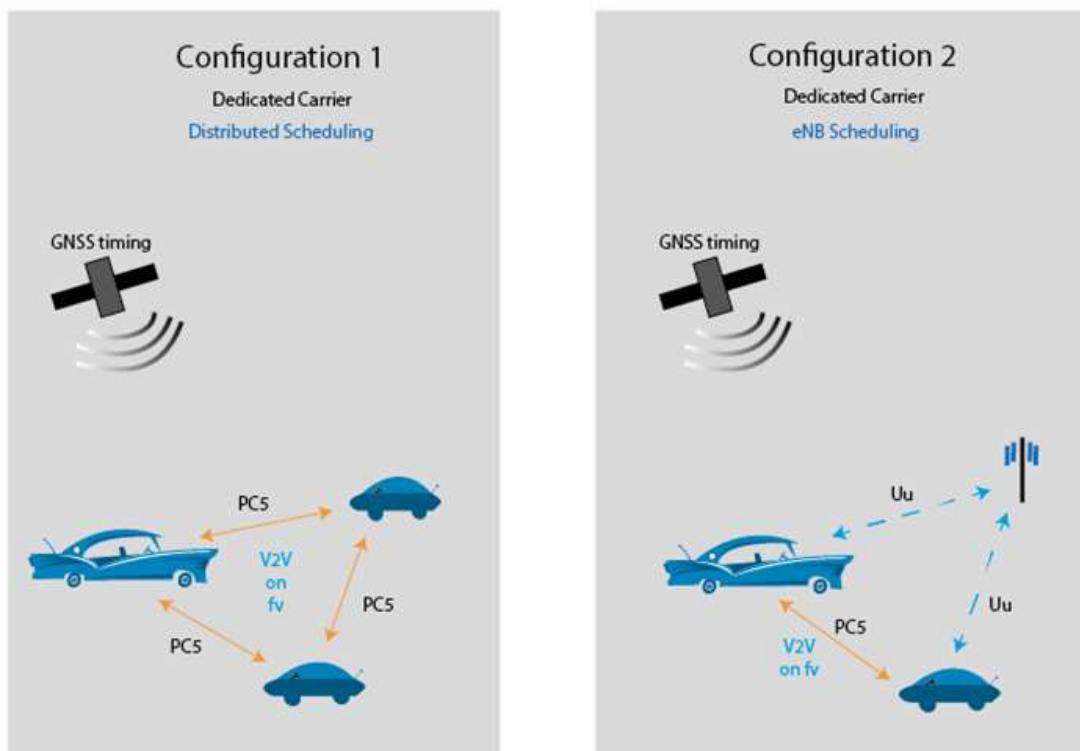 Configuration 1
Dedicated Carrier
Distributed Scheduling
GNSS timing
PC5
V2V
on
fv
PC5
PC5
Configuration 2
Dedicated Carrier
eNB Scheduling
GNSS timing
Uu
Uu
PC5
V2V
on fv